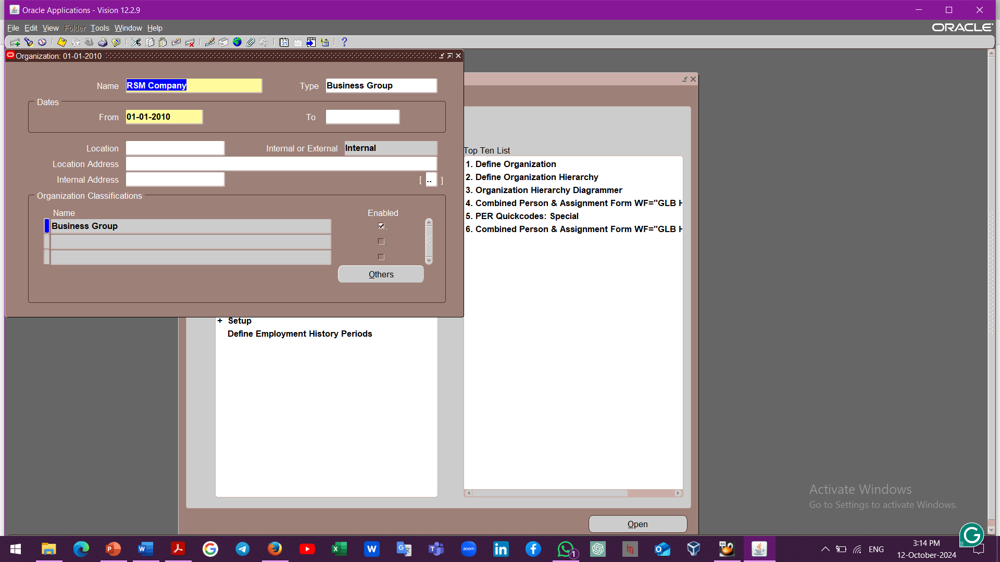 Oracle Applications - Vision 12.2.9
File Edit View Folder Tools Window Help
ORACLE
Organization: 01-01-2010
Name RSM Company Type Business Group
Dates
From 01-01-2010 To
Location Internal or External Internal
Location Address
Internal Address [ .. ]
Organization Classifications
Name Enabled
Business Group
Others
Top Ten List
1. Define Organization
2. Define Organization Hierarchy
3. Organization Hierarchy Diagrammer
4. Combined Person & Assignment Form WF="GLB H
5. PER Quickcodes: Special
6. Combined Person & Assignment Form WF="GLB H
+ Setup
Define Employment History Periods
Open
Activate Windows
Go to Settings to activate Windows.
ENG
3:14 PM
12-October-2024
zoom
1